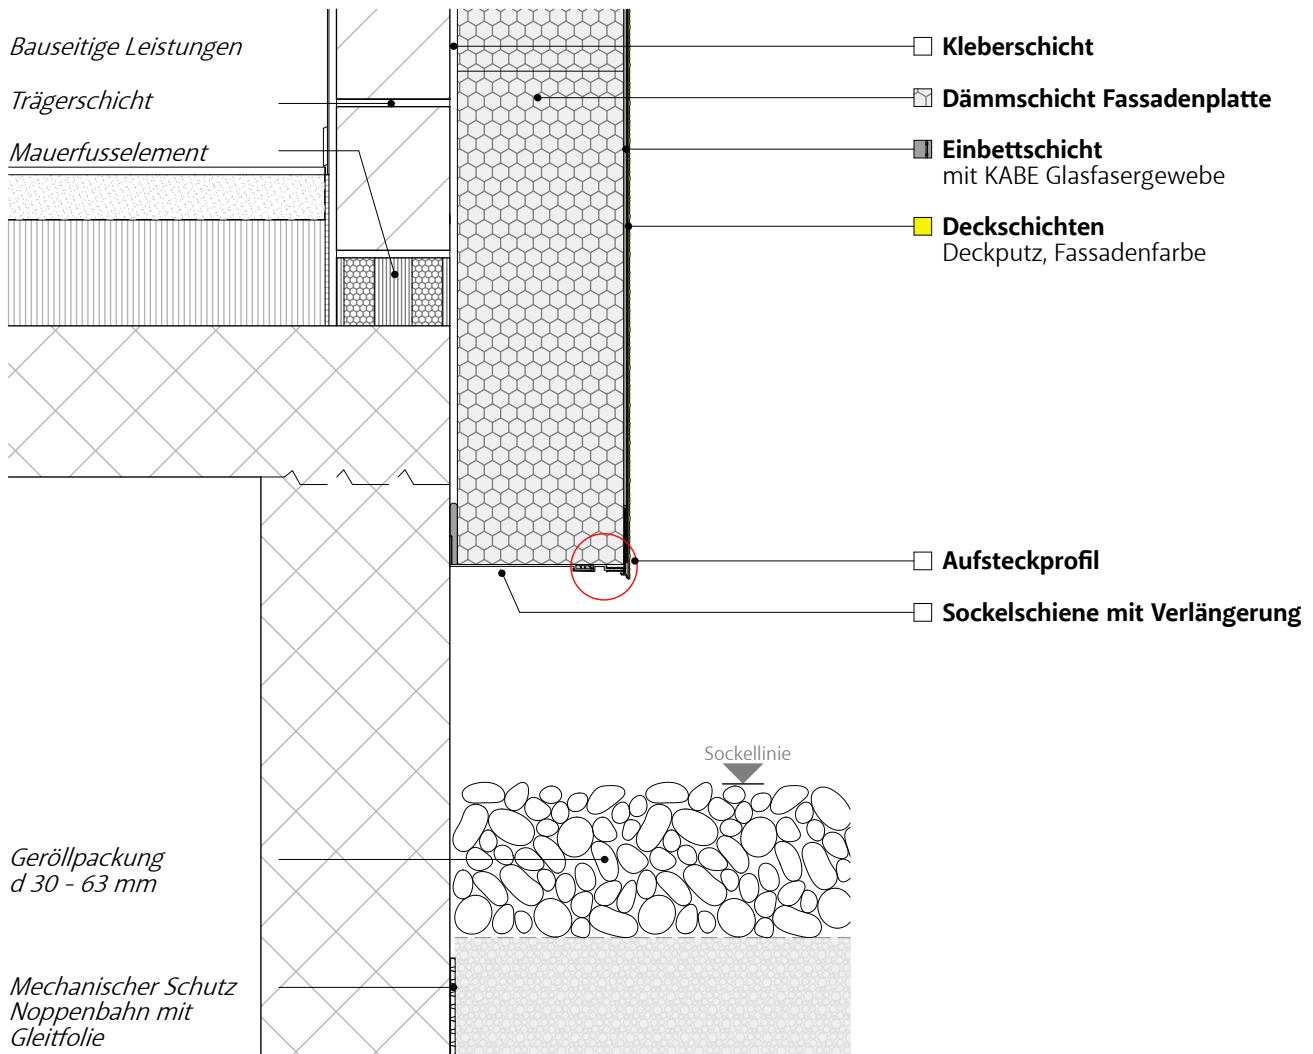 Bauseitige Leistungen
Trägerschicht
Mauerfusselement
Kleberschicht
Dämmschicht Fassadenplatte
Einbettschicht
mit KABE Glasfasergewebe
Deckschichten
Deckputz, Fassadenfarbe
Aufsteckprofil
Sockelschiene mit Verlängerung
Sockellinie
Geröllpackung
d 30 - 63 mm
Mechanischer Schutz
Noppenbahn mit
Gleitfolie